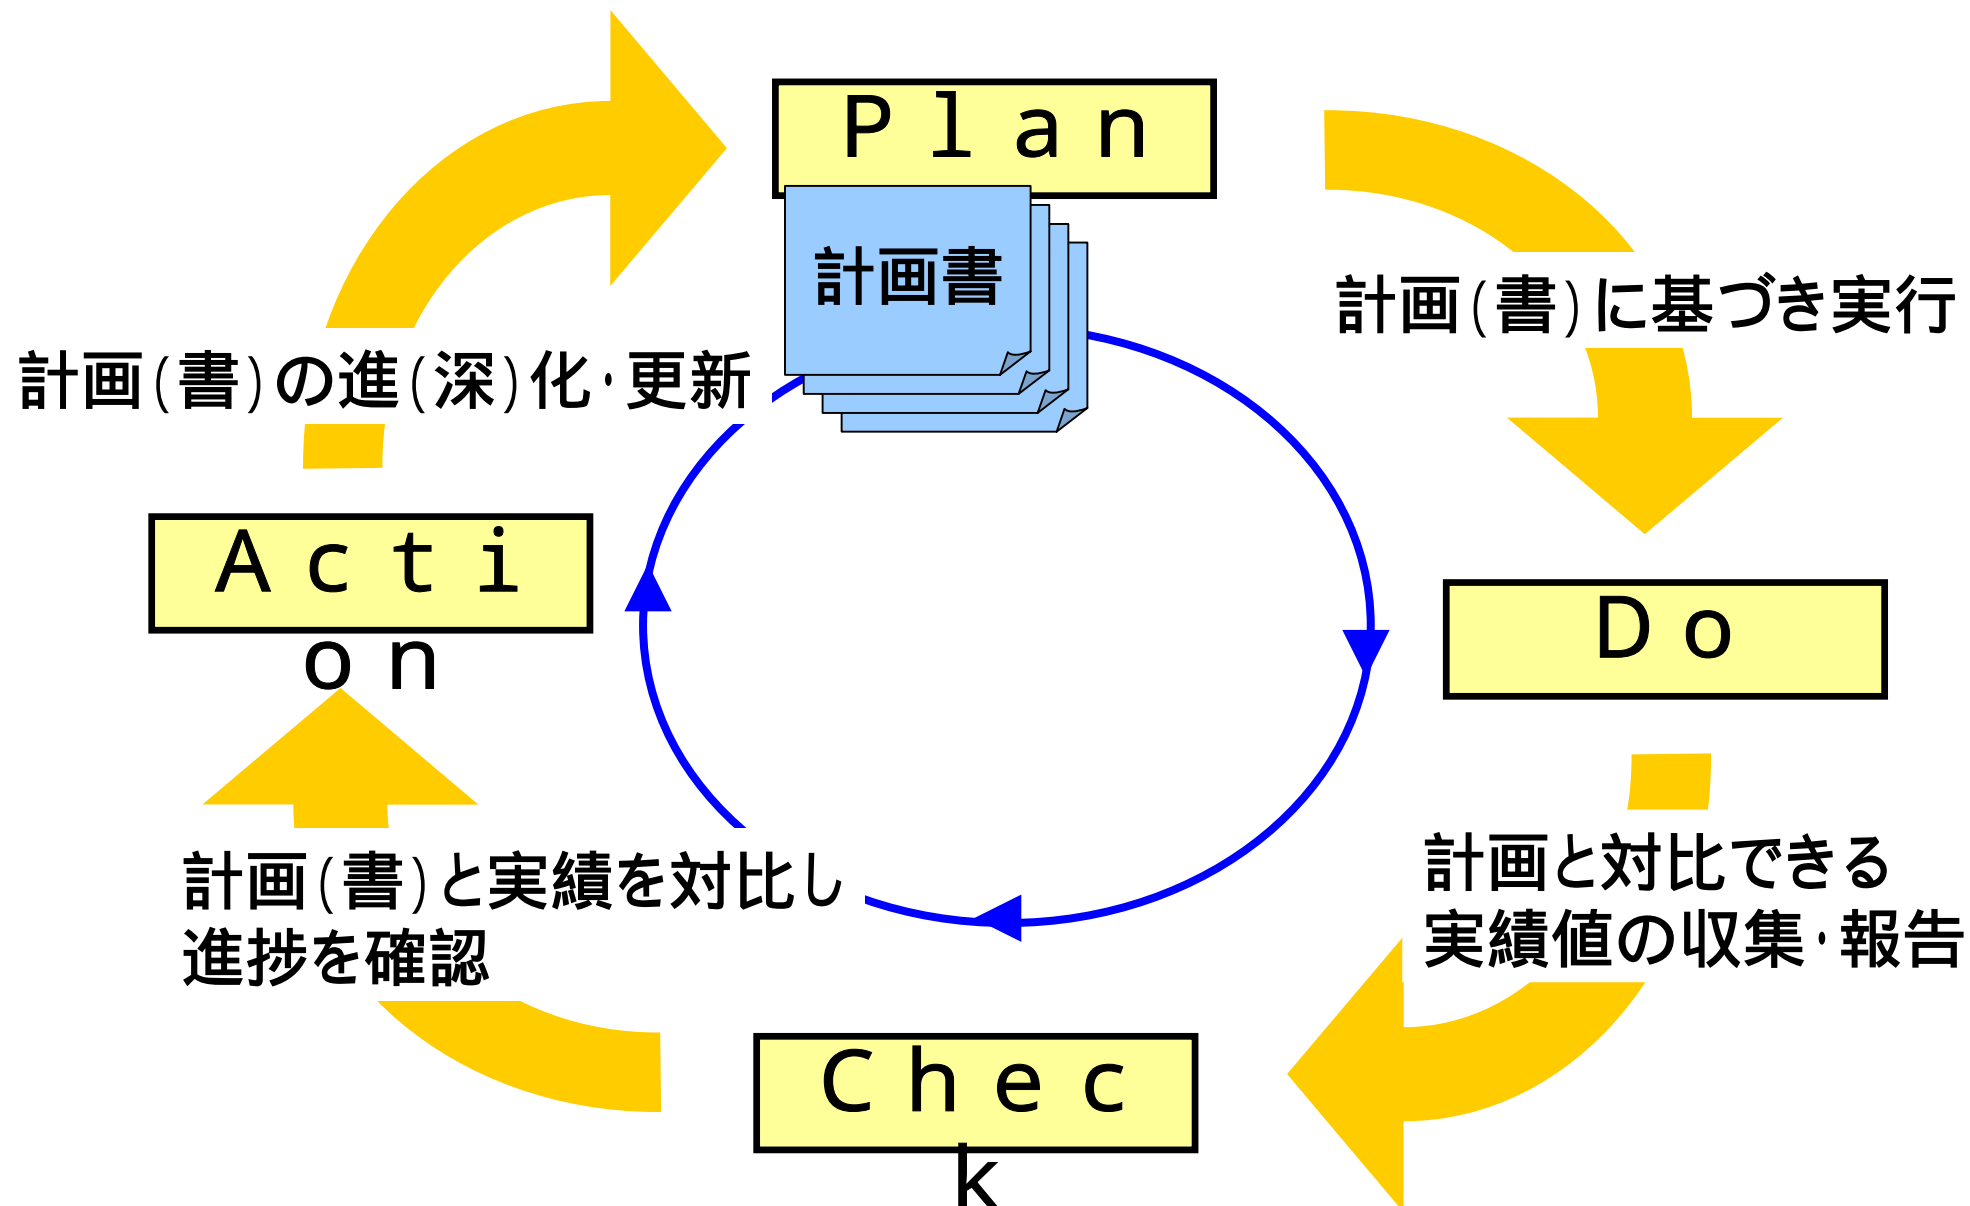 Plan
計画書
計画(書)に基づき実行
計画(書)の進(深)化・更新
Acti
on
Do
計画と対比できる
実績値の収集・報告
計画(書)と実績を対比し
進捗を確認
Chec
k